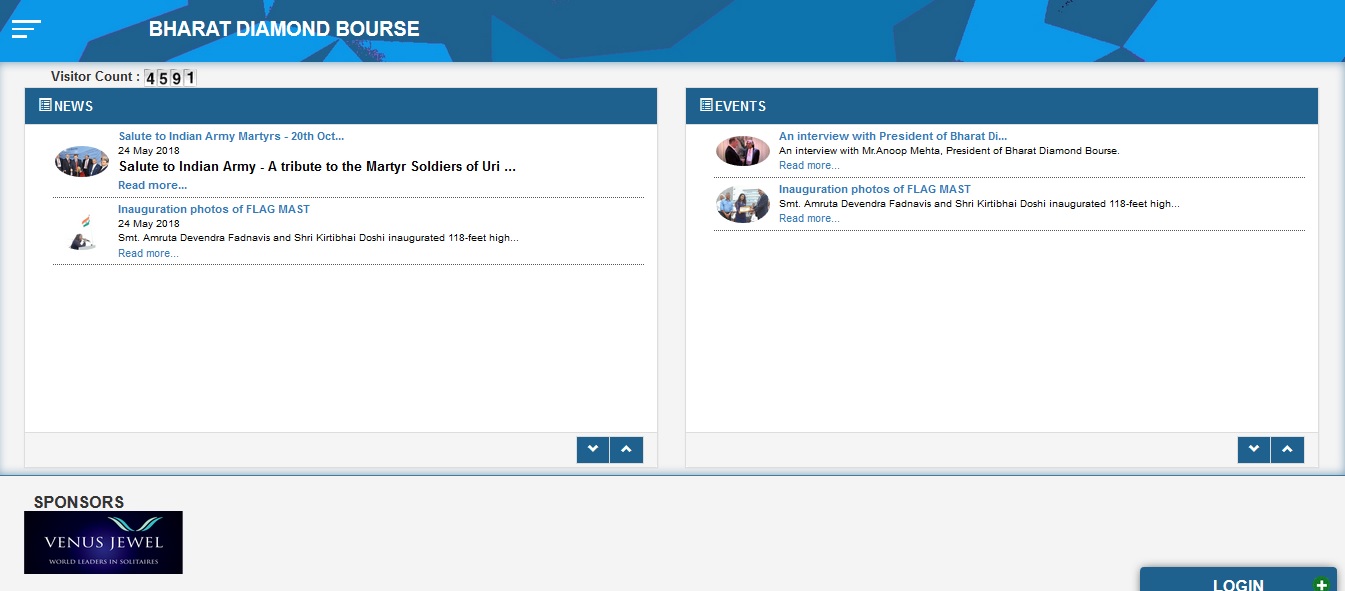 BHARAT DIAMOND BOURSE
Visitor Count : 4591
NEWS
Salute to Indian Army Martyrs - 20th Oct...
24 May 2018
Salute to Indian Army - A tribute to the Martyr Soldiers of Uri ...
Read more...
Inauguration photos of FLAG MAST
24 May 2018
Smt. Amruta Devendra Fadnavis and Shri Kirtibhai Doshi inaugurated 118-feet high...
Read more...
EVENTS
An interview with President of Bharat Di...
An interview with Mr.Anoop Mehta, President of Bharat Diamond Bourse.
Read more...
Inauguration photos of FLAG MAST
Smt. Amruta Devendra Fadnavis and Shri Kirtibhai Doshi inaugurated 118-feet high...
Read more...
SPONSORS
VENUS JEWEL
WORLD LEADERS IN SOLITAIRES
LOGIN